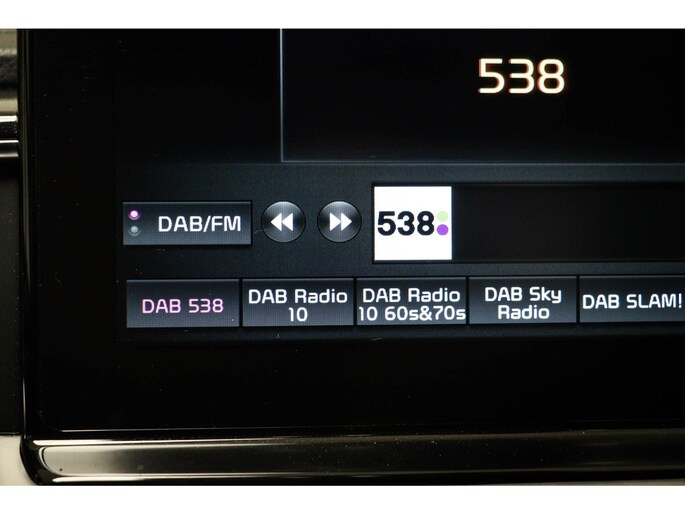 538
DAB/FM
538
DAB 538
DAB Radio
10
DAB Radio
10 60s&70s
DAB Sky
Radio
DAB SLAM!